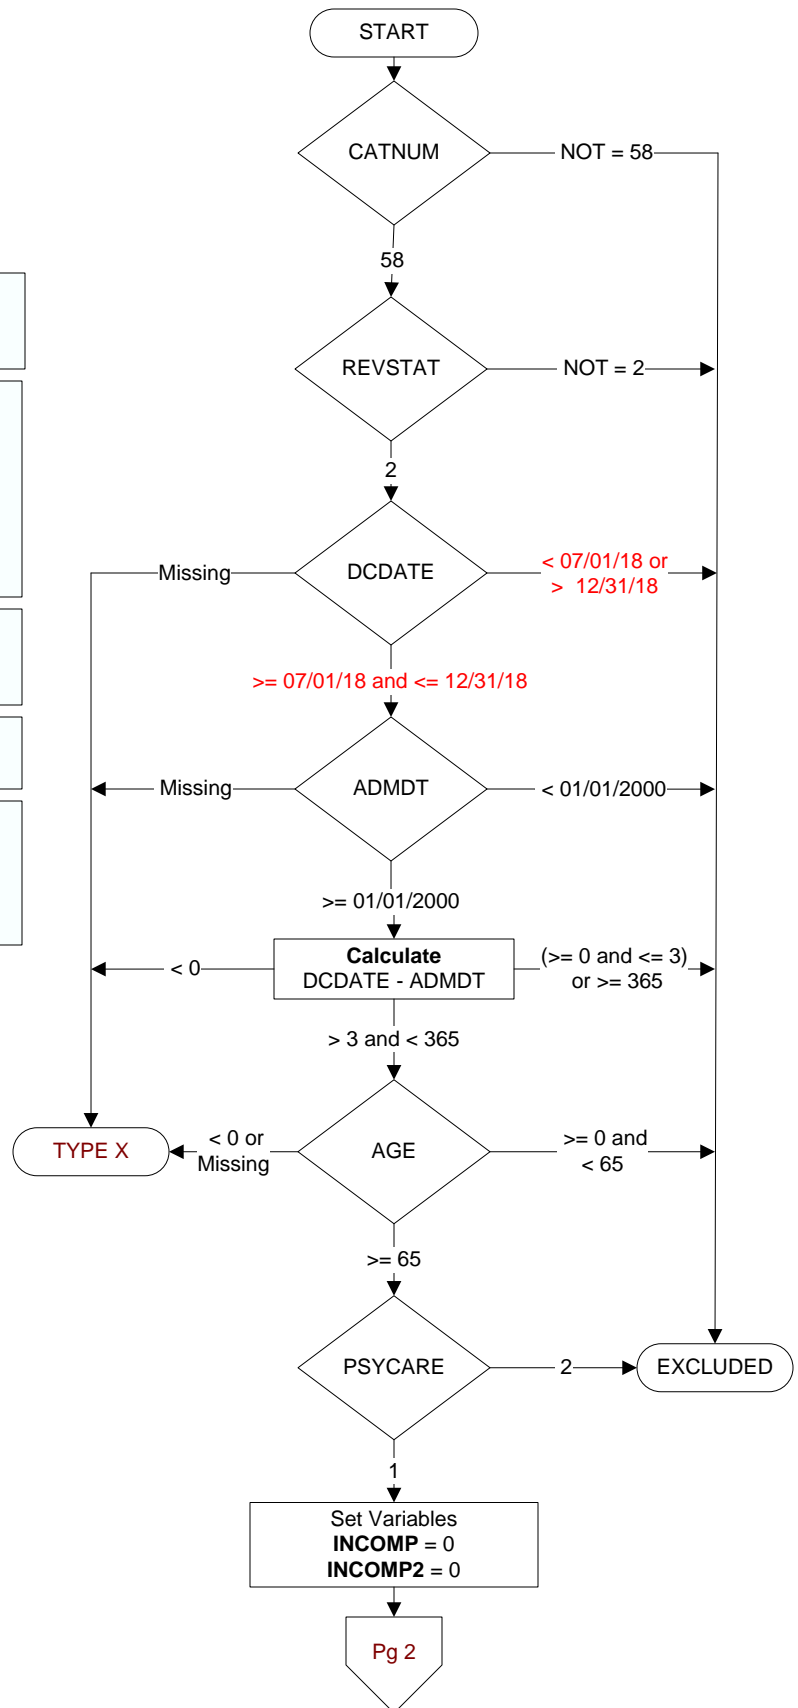 START
CATNUM
NOT = 58
58
REVSTAT
NOT = 2
2
Missing
DCDATE
< 07/01/18 or
> 12/31/18
>= 07/01/18 and <= 12/31/18
Missing
ADMDT
< 01/01/2000
>= 01/01/2000
< 0
Calculate
DCDATE - ADMDT
(>= 0 and <= 3)
or >= 365
> 3 and < 365
TYPE X
< 0 or
Missing
AGE
>= 0 and
< 65
>= 65
PSYCARE
2
EXCLUDED
1
Set Variables
INCOMP = 0
INCOMP2 = 0
Pg 2